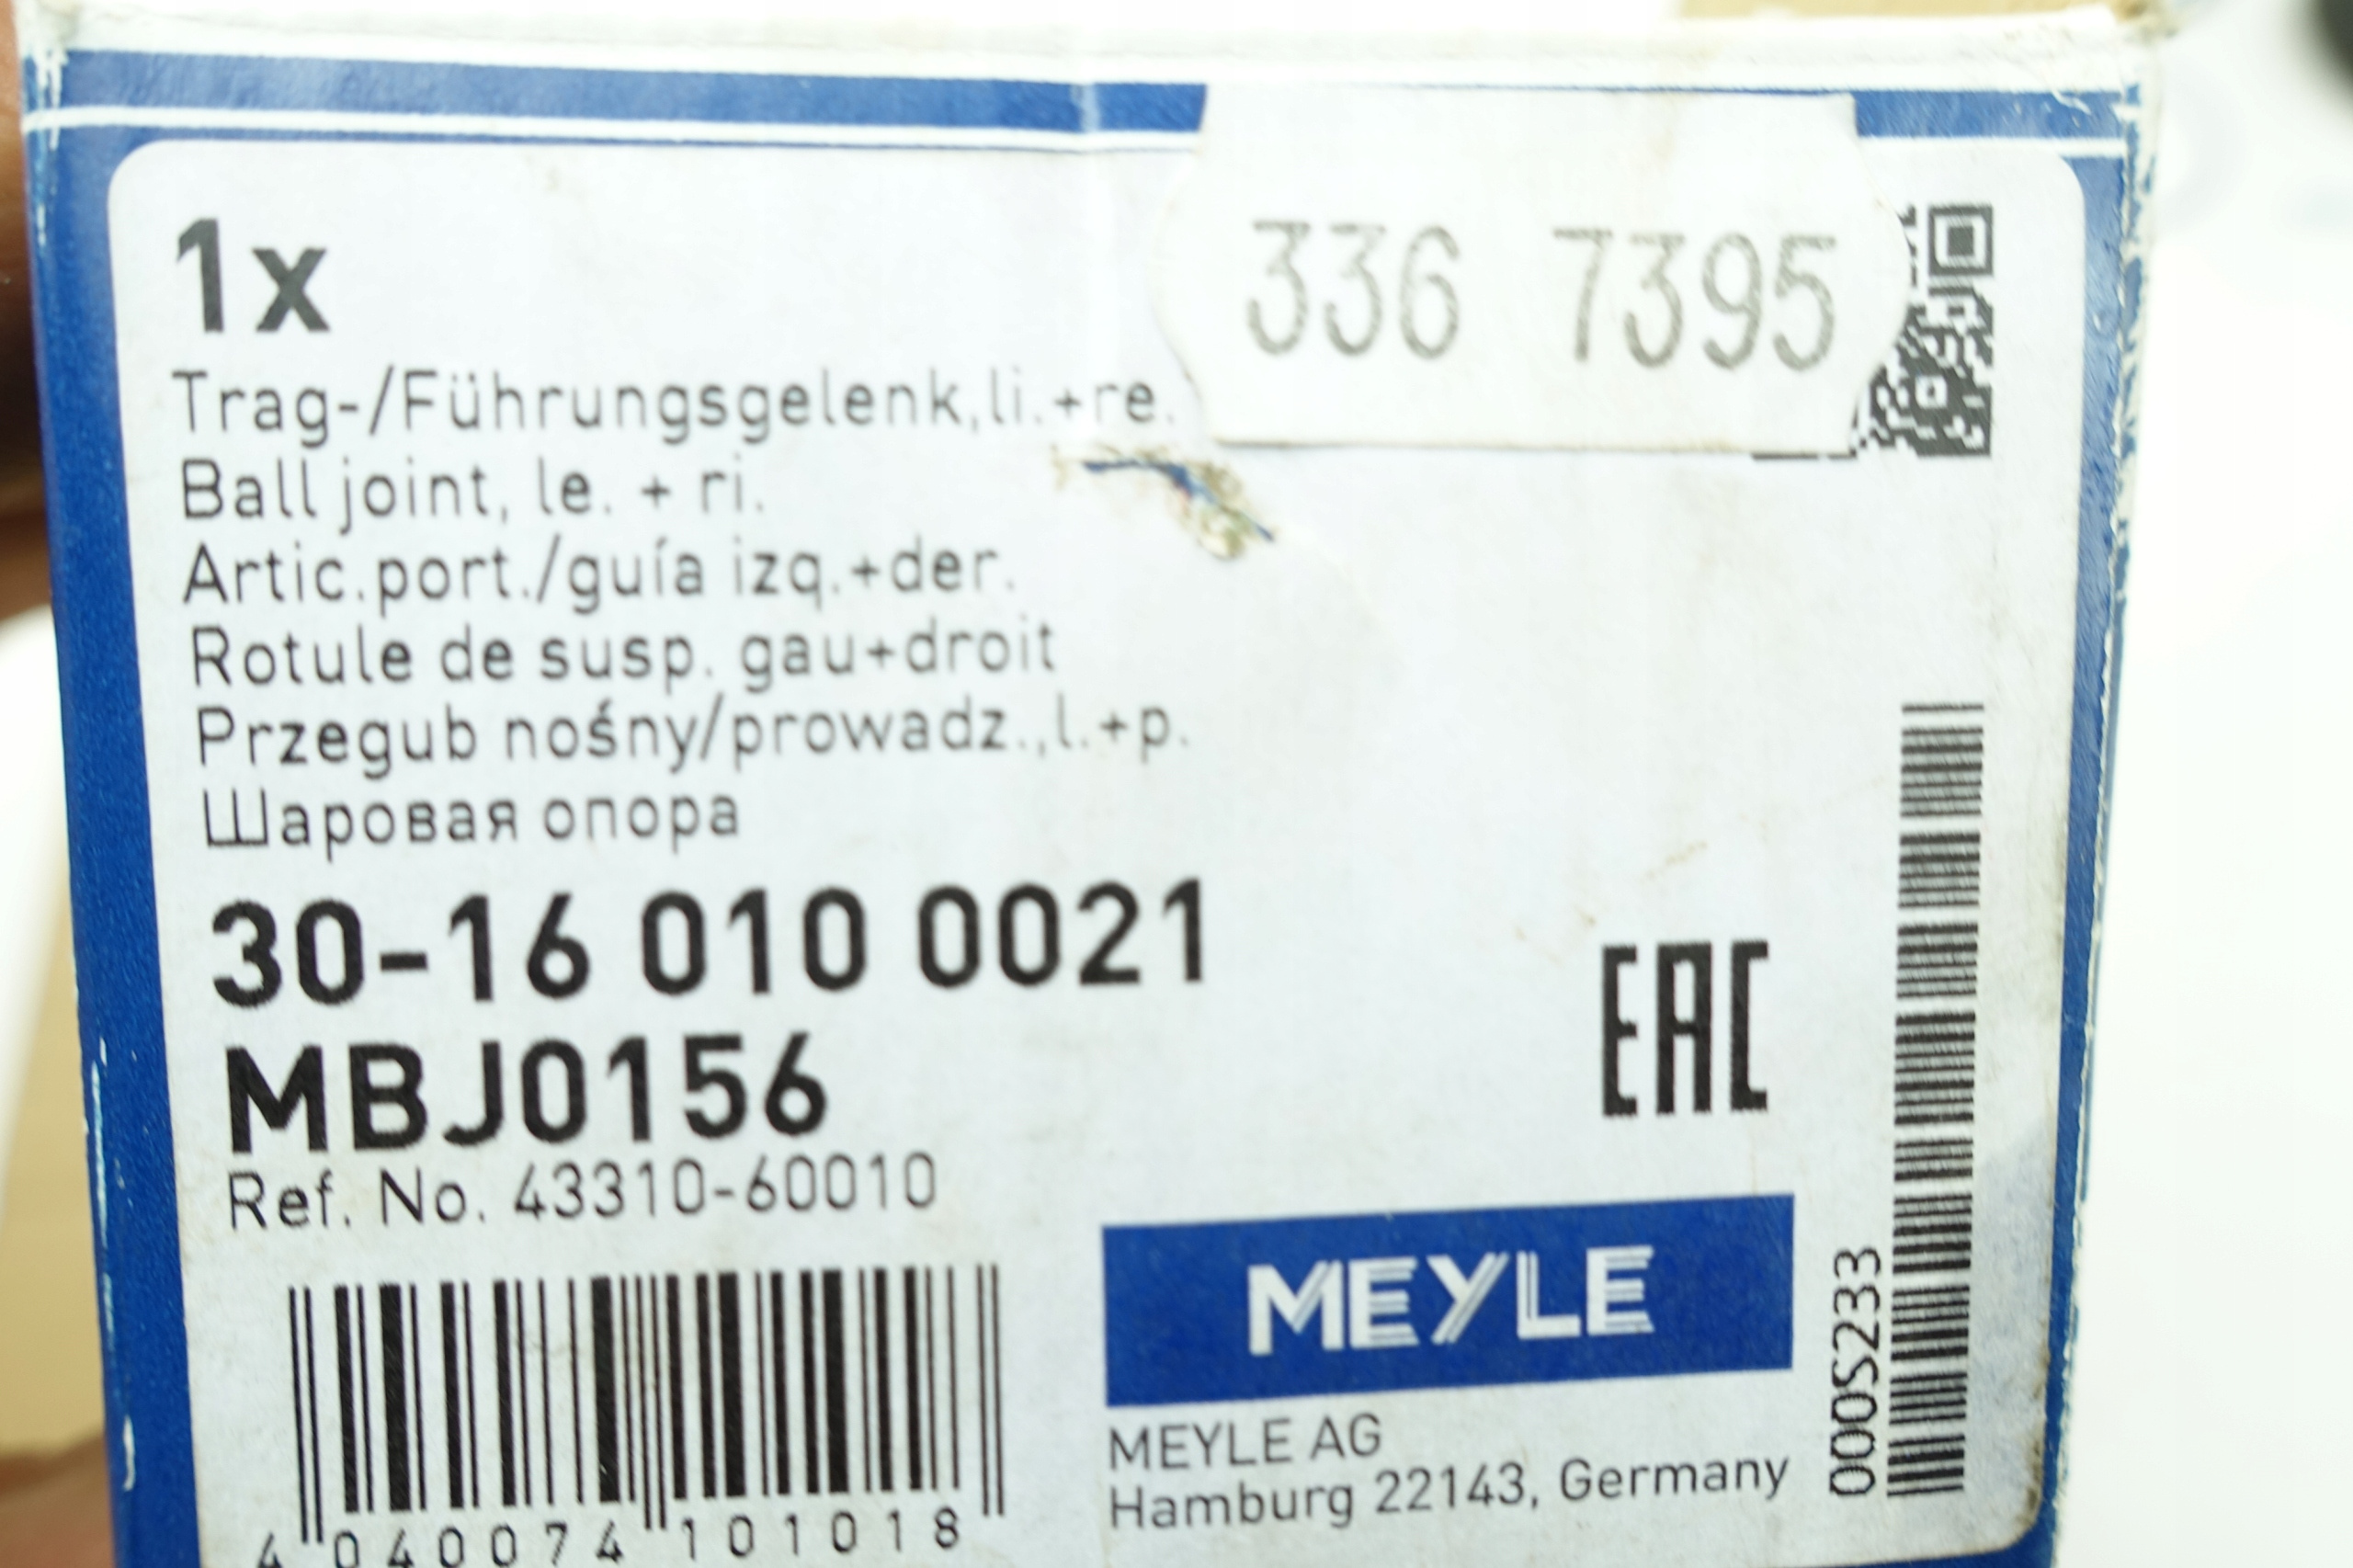 336 7395
1x
Trag-/Führungsgelenk,li.+re.
Ball joint, le. + ri.
Artic.port./guía izq.+der.
Rotule de susp. gau+droit
Przegub nośny/prowadz.,l.+p.
Шаровая опора
30-16 010 0021
MBJ0156
Ref. No. 43310-60010
EAC
MEYLE
MEYLE AG
Hamburg 22143, Germany
000S233
4 040074 101018